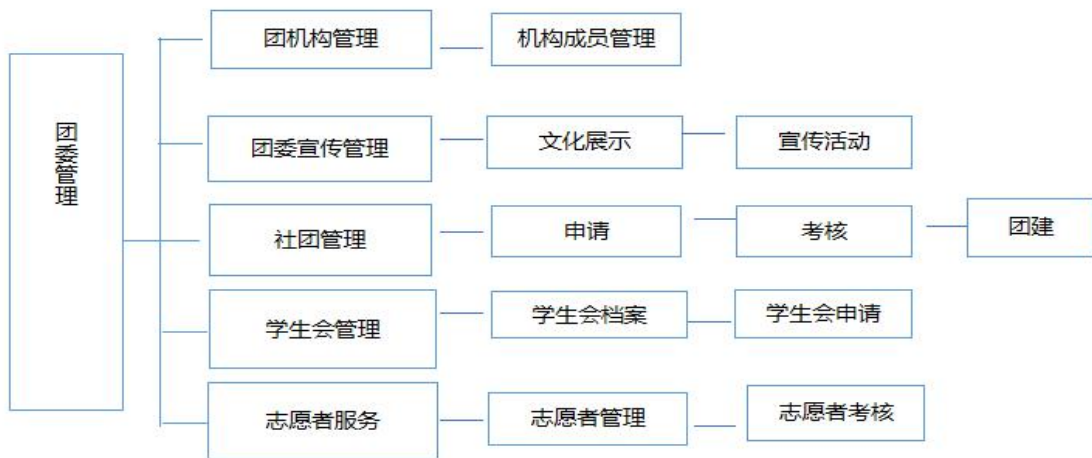 团委管理
团机构管理
机构成员管理
团委宣传管理
文化展示
宣传活动
社团管理
申请
考核
团建
学生会管理
学生会档案
学生会申请
志愿者服务
志愿者管理
志愿者考核